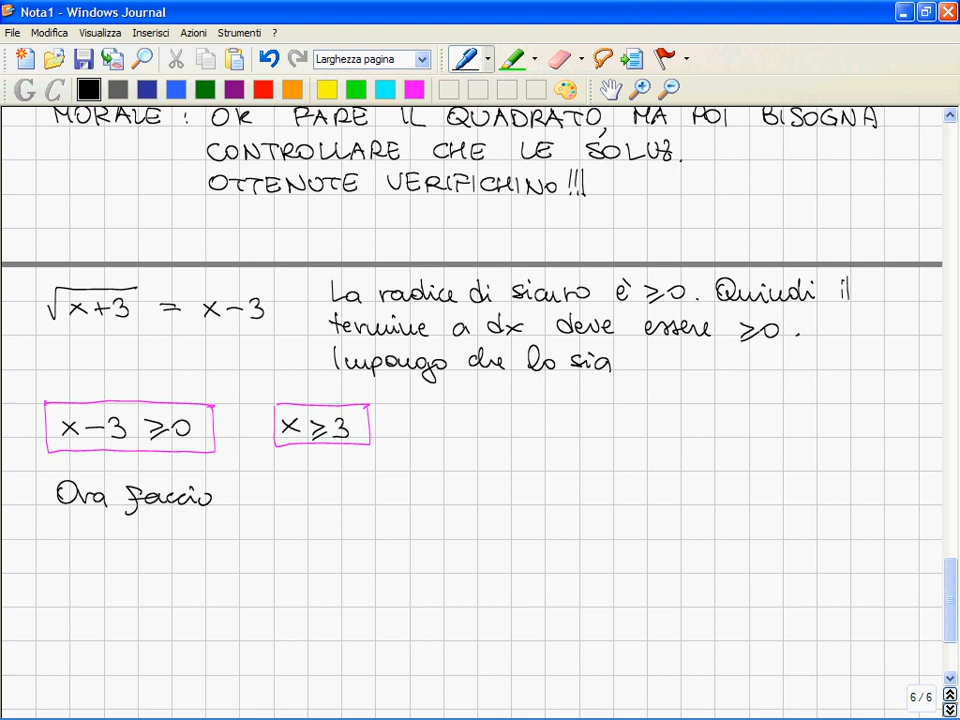 Nota1 - Windows Journal
File Modifica Visualizza Inserisci Azioni Strumenti ?
Larghezza pagina
G C
MORALE : OK FARE IL QUADRATO, MA POI BISOGNA
CONTROLLARE CHE LE SOLUZ.
OTTENUTE VERIFICHINO!!!
√x+3 = x-3
La radice di sicuro è ≥0. Quindi il
termine a dx deve essere ≥0.
Impongo che lo sia
x-3 ≥0 x≥3
Ora faccio
6 / 6